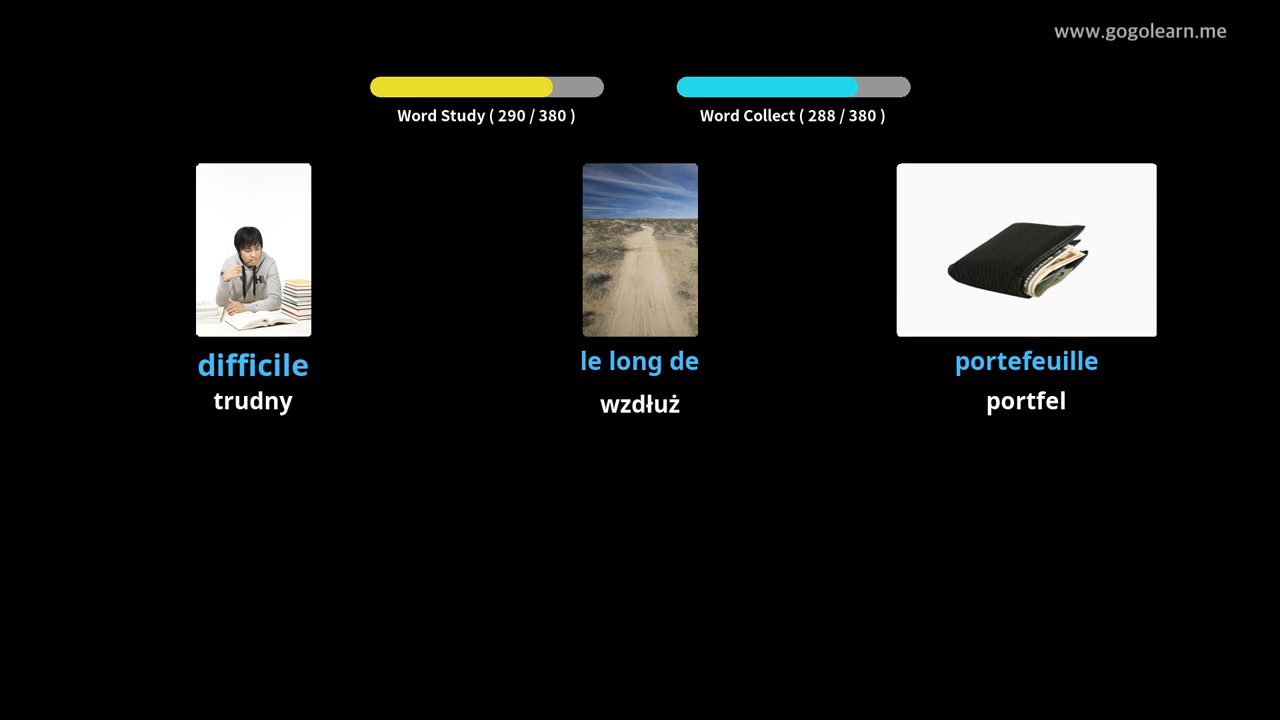 www.gogolearn.me
Word Study ( 290 / 380 )
Word Collect ( 288 / 380 )
difficile
trudny
le long de
wzdłuż
portefeuille
portfel